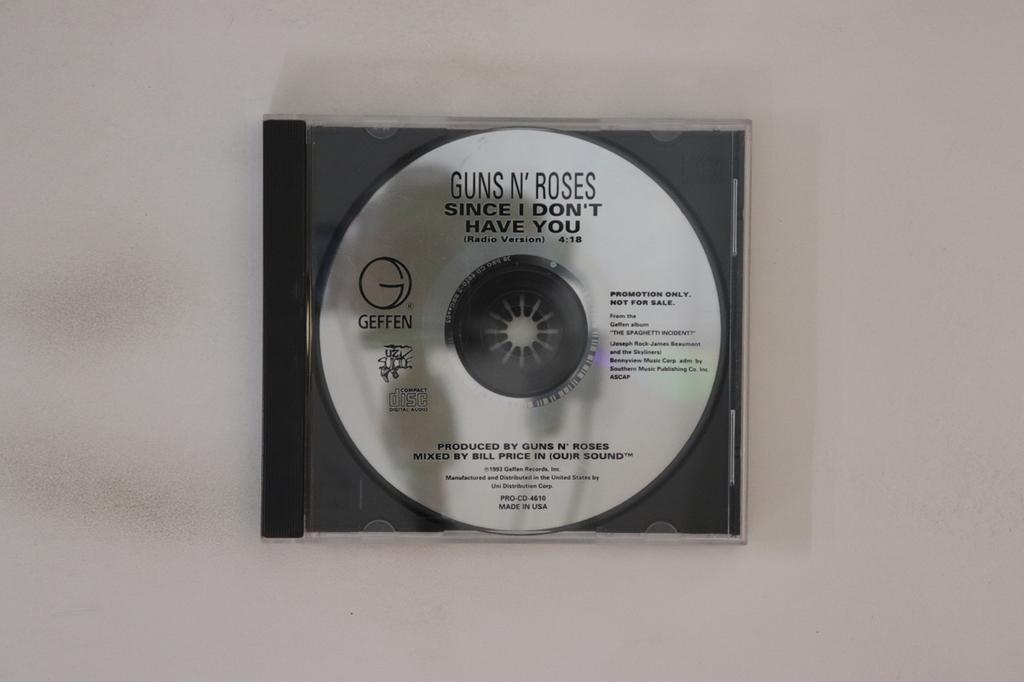 GUNS N' ROSES
SINCE I DON'T
HAVE YOU
(Radio Version) 4:18
GEFFEN
®
UZI
SUICIDE
COMPACT
disc
DIGITAL AUDIO
PROMOTION ONLY.
NOT FOR SALE.
From the
Geffen album
"THE SPAGHETTI INCIDENT?"
(Joseph Rock-James Beaumont
and the Skyliners)
Bennyview Music Corp. adm. by
Southern Music Publishing Co. Inc.
ASCAP
PRODUCED BY GUNS N' ROSES
MIXED BY BILL PRICE IN (OU)R SOUND™
℗1993 Geffen Records, Inc.
Manufactured and Distributed in the United States by
Uni Distribution Corp.
PRO-CD-4610
MADE IN USA